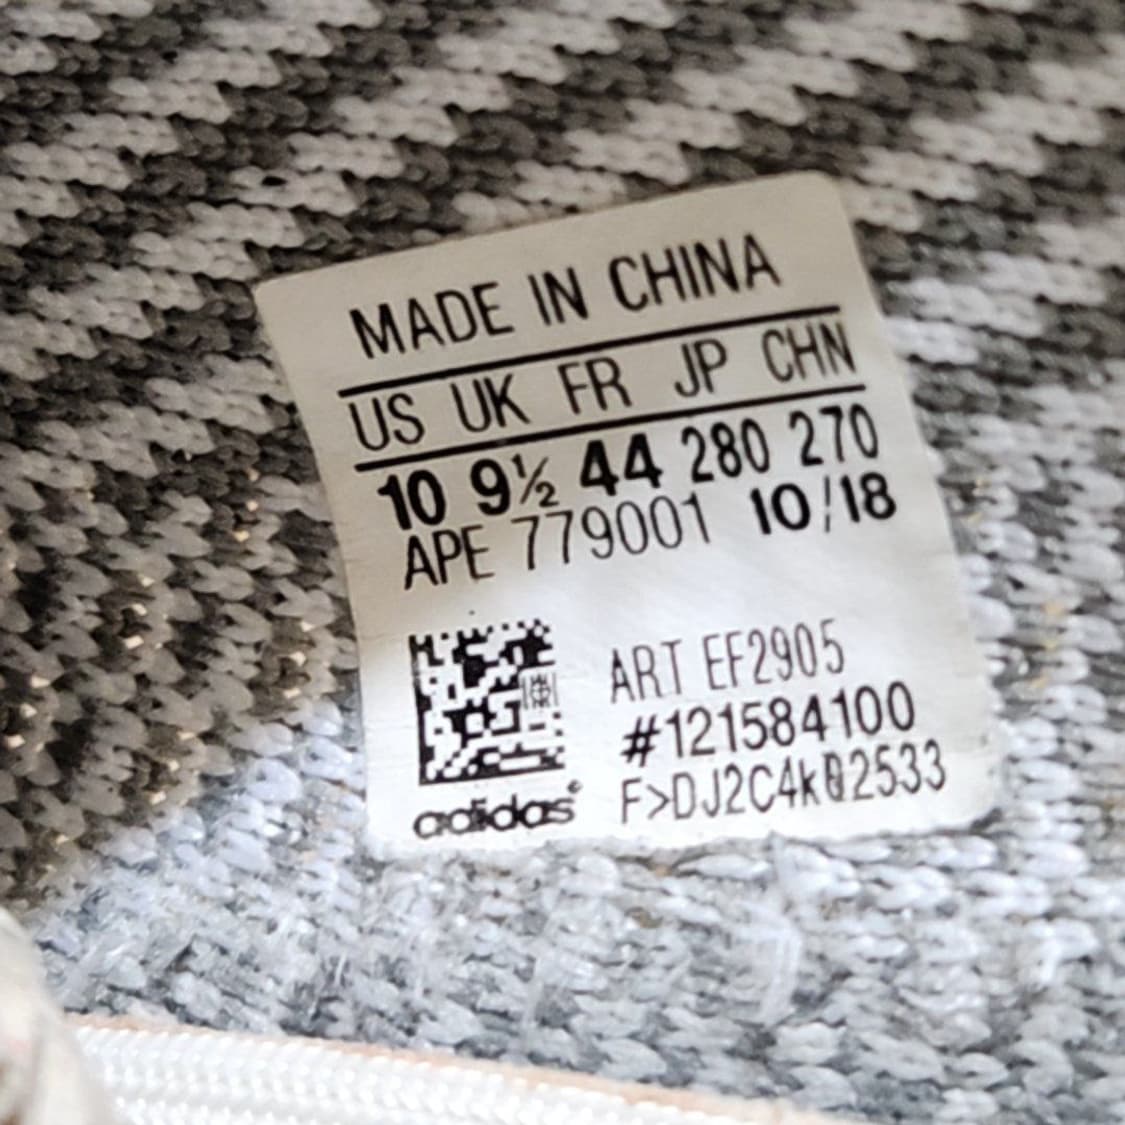 MADE IN CHINA
US UK FR JP CHN
10 9½ 44 280 270
APE 779001 10/18
ART EF2905
#121584100
F>DJ2C4k02533
adidas